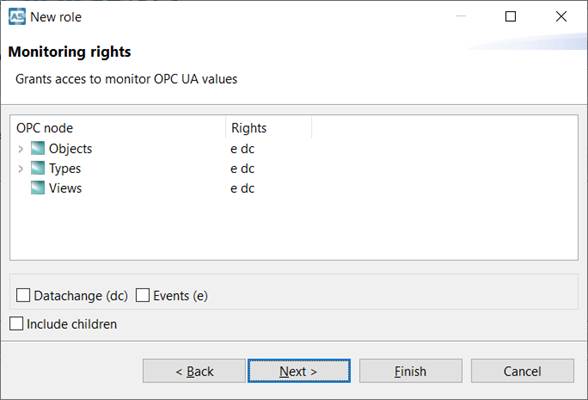 New role
Monitoring rights
Grants acces to monitor OPC UA values
OPC node Rights
Objects e dc
Types e dc
Views e dc
Datachange (dc) Events (e)
Include children
< Back Next > Finish Cancel